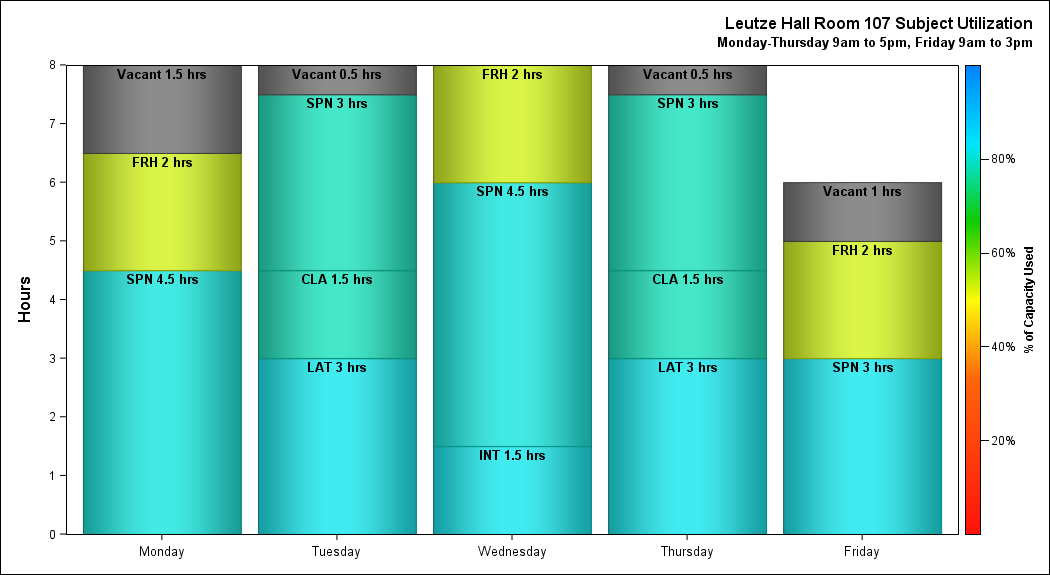 Leutze Hall Room 107 Subject Utilization
Monday-Thursday 9am to 5pm, Friday 9am to 3pm
Hours
8
7
6
5
4
3
2
1
0
Vacant 1.5 hrs
FRH 2 hrs
SPN 4.5 hrs
Vacant 0.5 hrs
SPN 3 hrs
CLA 1.5 hrs
LAT 3 hrs
FRH 2 hrs
SPN 4.5 hrs
INT 1.5 hrs
Vacant 0.5 hrs
SPN 3 hrs
CLA 1.5 hrs
LAT 3 hrs
Vacant 1 hrs
FRH 2 hrs
SPN 3 hrs
Monday
Tuesday
Wednesday
Thursday
Friday
80%
60%
40%
20%
% of Capacity Used